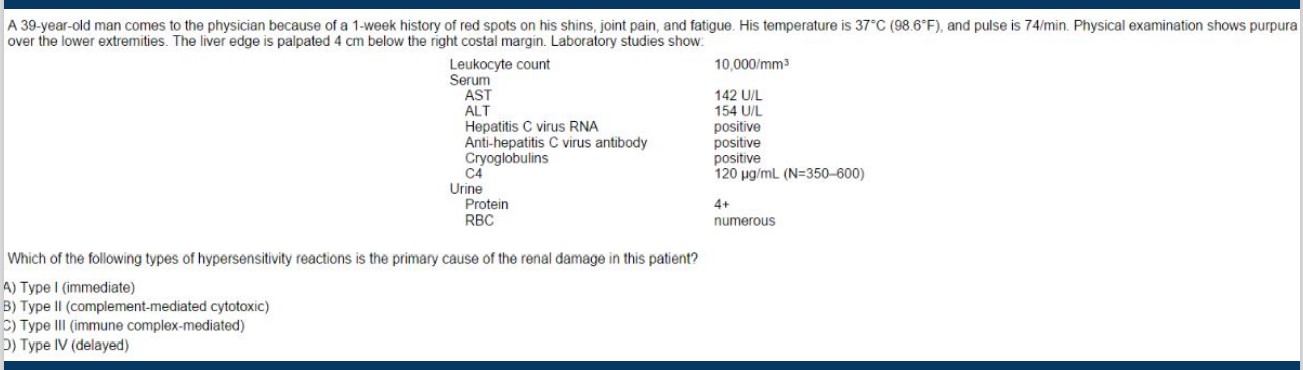 A 39-year-old man comes to the physician because of a 1-week history of red spots on his shins, joint pain, and fatigue. His temperature is 37°C (98.6°F), and pulse is 74/min. Physical examination shows purpura
over the lower extremities. The liver edge is palpated 4 cm below the right costal margin. Laboratory studies show:
Leukocyte count 10,000/mm³
Serum
AST 142 U/L
ALT 154 U/L
Hepatitis C virus RNA positive
Anti-hepatitis C virus antibody positive
Cryoglobulins positive
C4 120 µg/mL (N=350–600)
Urine
Protein 4+
RBC numerous
Which of the following types of hypersensitivity reactions is the primary cause of the renal damage in this patient?
A) Type I (immediate)
B) Type II (complement-mediated cytotoxic)
C) Type III (immune complex-mediated)
D) Type IV (delayed)